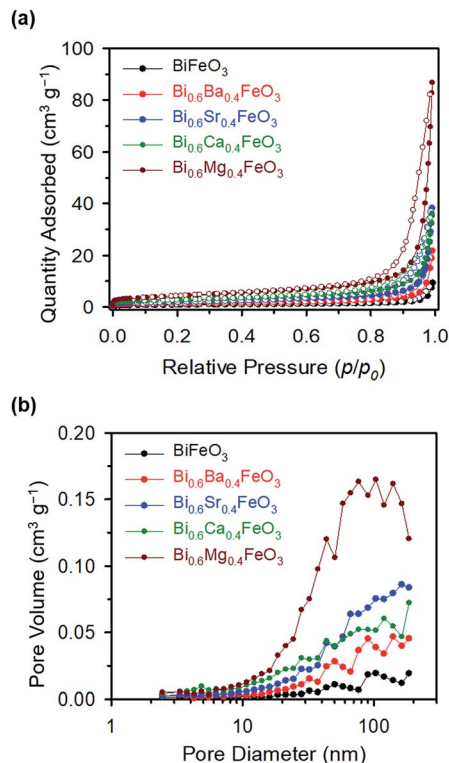 (a)
100
80
60
40
20
0
Quantity Adsorbed (cm³ g⁻¹)
BiFeO₃
Bi₀.₆Ba₀.₄FeO₃
Bi₀.₆Sr₀.₄FeO₃
Bi₀.₆Ca₀.₄FeO₃
Bi₀.₆Mg₀.₄FeO₃
0.0 0.2 0.4 0.6 0.8 1.0
Relative Pressure (p/p₀)
(b)
0.20
0.15
0.10
0.05
0.00
Pore Volume (cm³ g⁻¹)
BiFeO₃
Bi₀.₆Ba₀.₄FeO₃
Bi₀.₆Sr₀.₄FeO₃
Bi₀.₆Ca₀.₄FeO₃
Bi₀.₆Mg₀.₄FeO₃
1 10 100
Pore Diameter (nm)